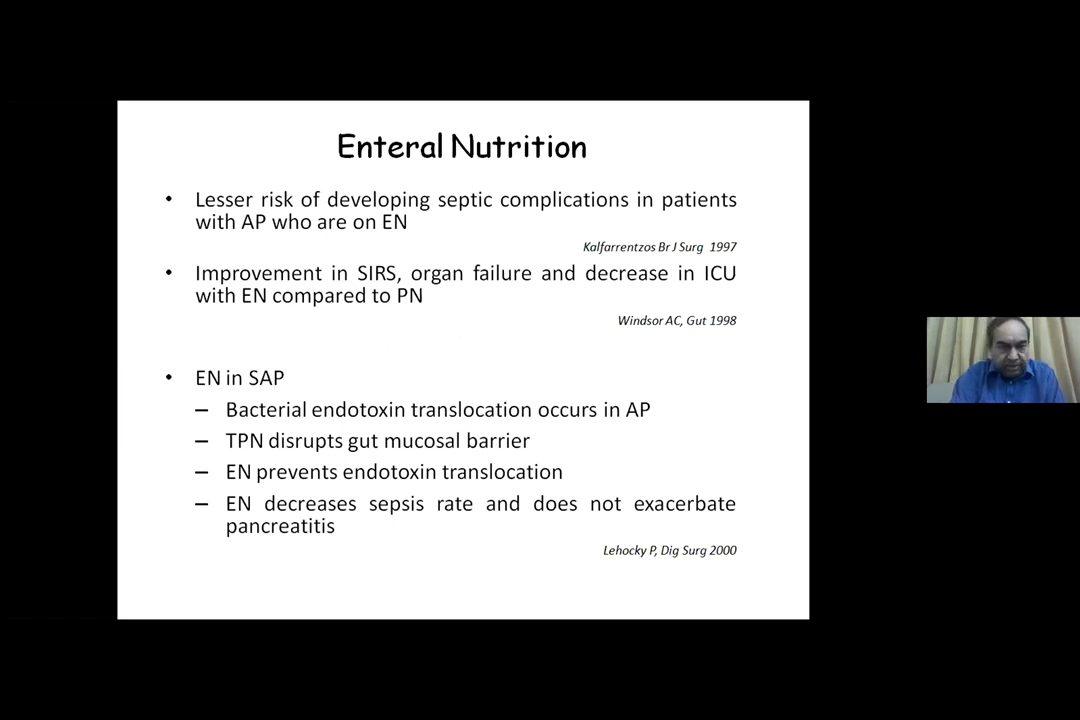 Enteral Nutrition
• Lesser risk of developing septic complications in patients
with AP who are on EN
Kalfarrentzos Br J Surg 1997
• Improvement in SIRS, organ failure and decrease in ICU
with EN compared to PN
Windsor AC, Gut 1998
• EN in SAP
– Bacterial endotoxin translocation occurs in AP
– TPN disrupts gut mucosal barrier
– EN prevents endotoxin translocation
– EN decreases sepsis rate and does not exacerbate
pancreatitis
Lehocky P, Dig Surg 2000